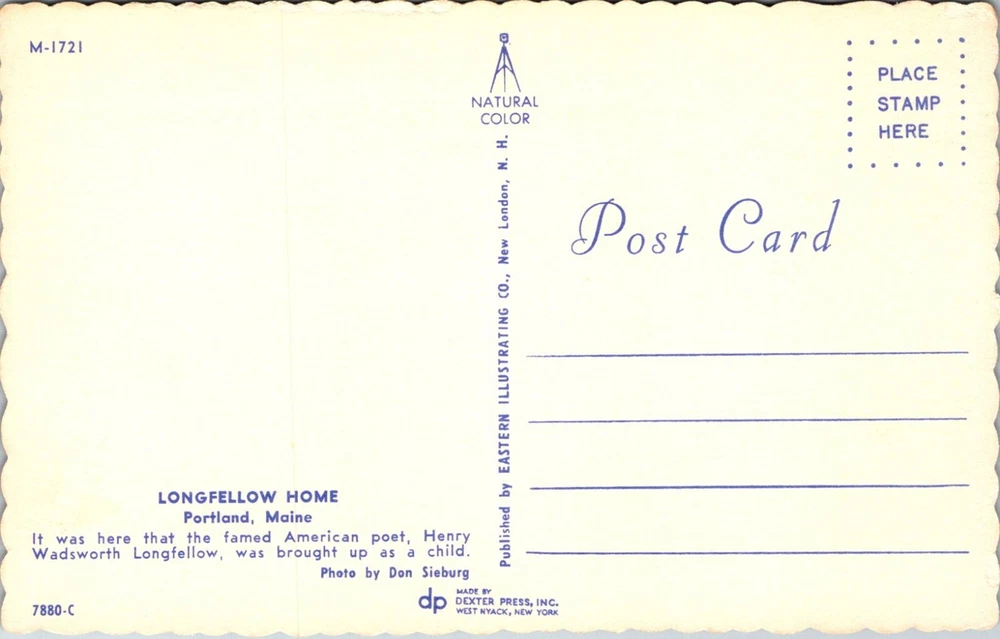 M-1721
NATURAL
COLOR
PLACE
STAMP
HERE
Post Card
Published by EASTERN ILLUSTRATING CO., New London, N. H.
LONGFELLOW HOME
Portland, Maine
It was here that the famed American poet, Henry
Wadsworth Longfellow, was brought up as a child.
Photo by Don Sieburg
7880-C
dp
MADE BY
DEXTER PRESS, INC.
WEST NYACK, NEW YORK